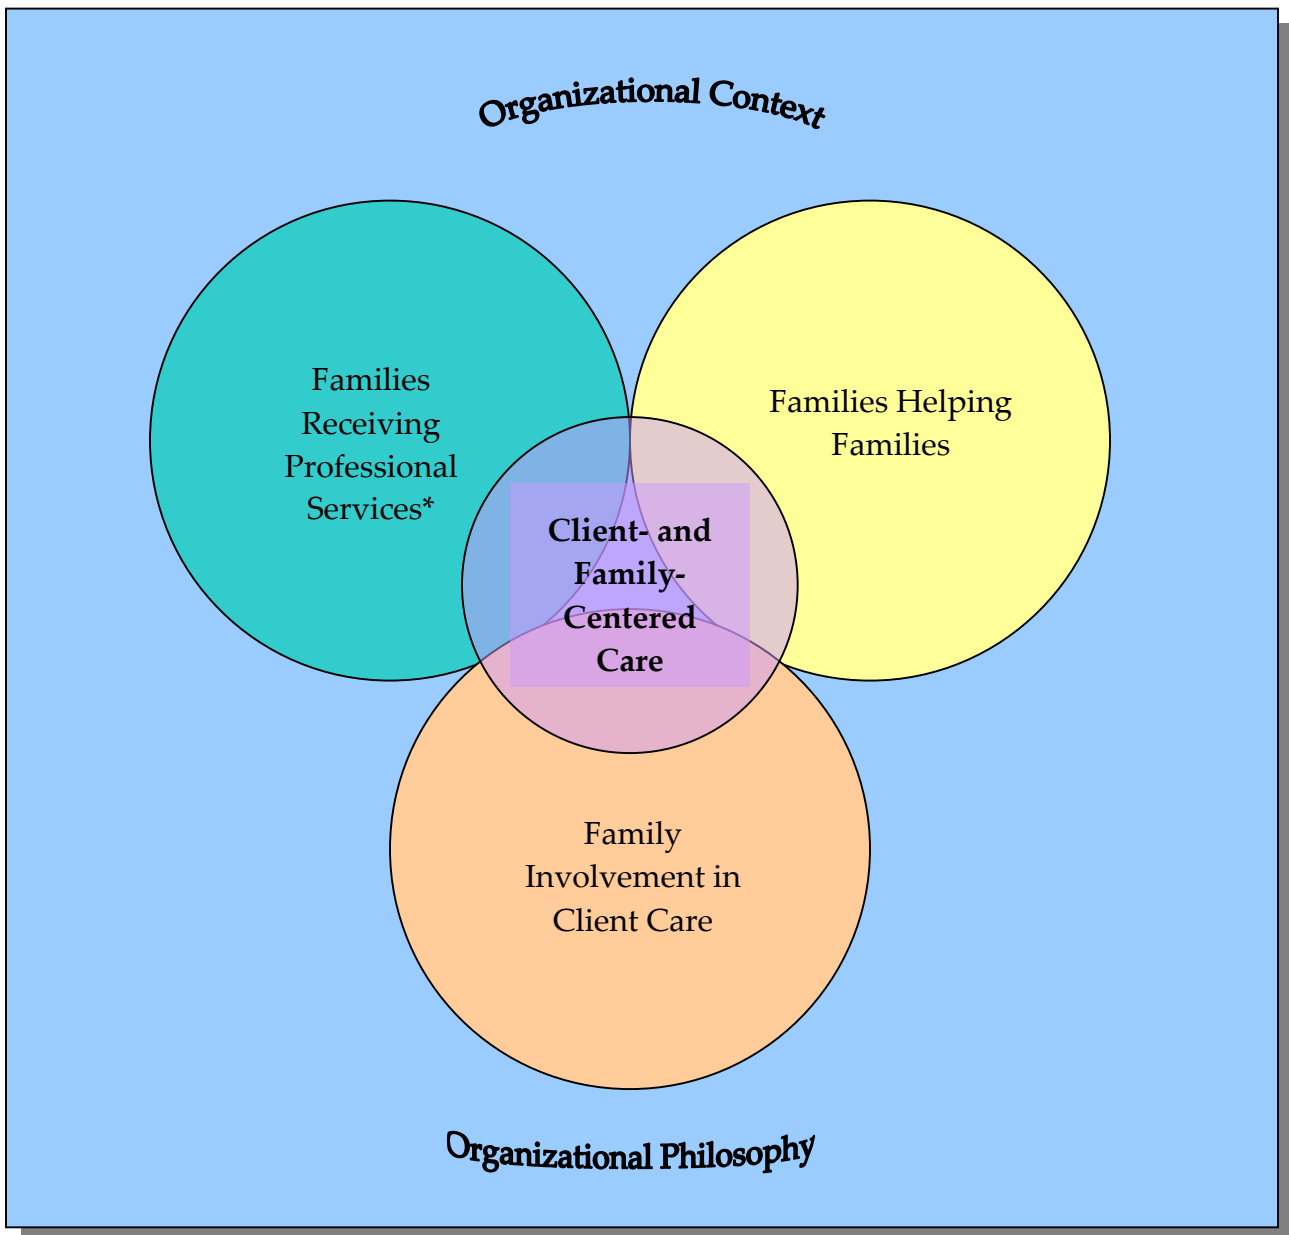 Organizational Context
Families
Receiving
Professional
Services*
Families Helping
Families
Client- and
Family-
Centered
Care
Family
Involvement in
Client Care
Organizational Philosophy